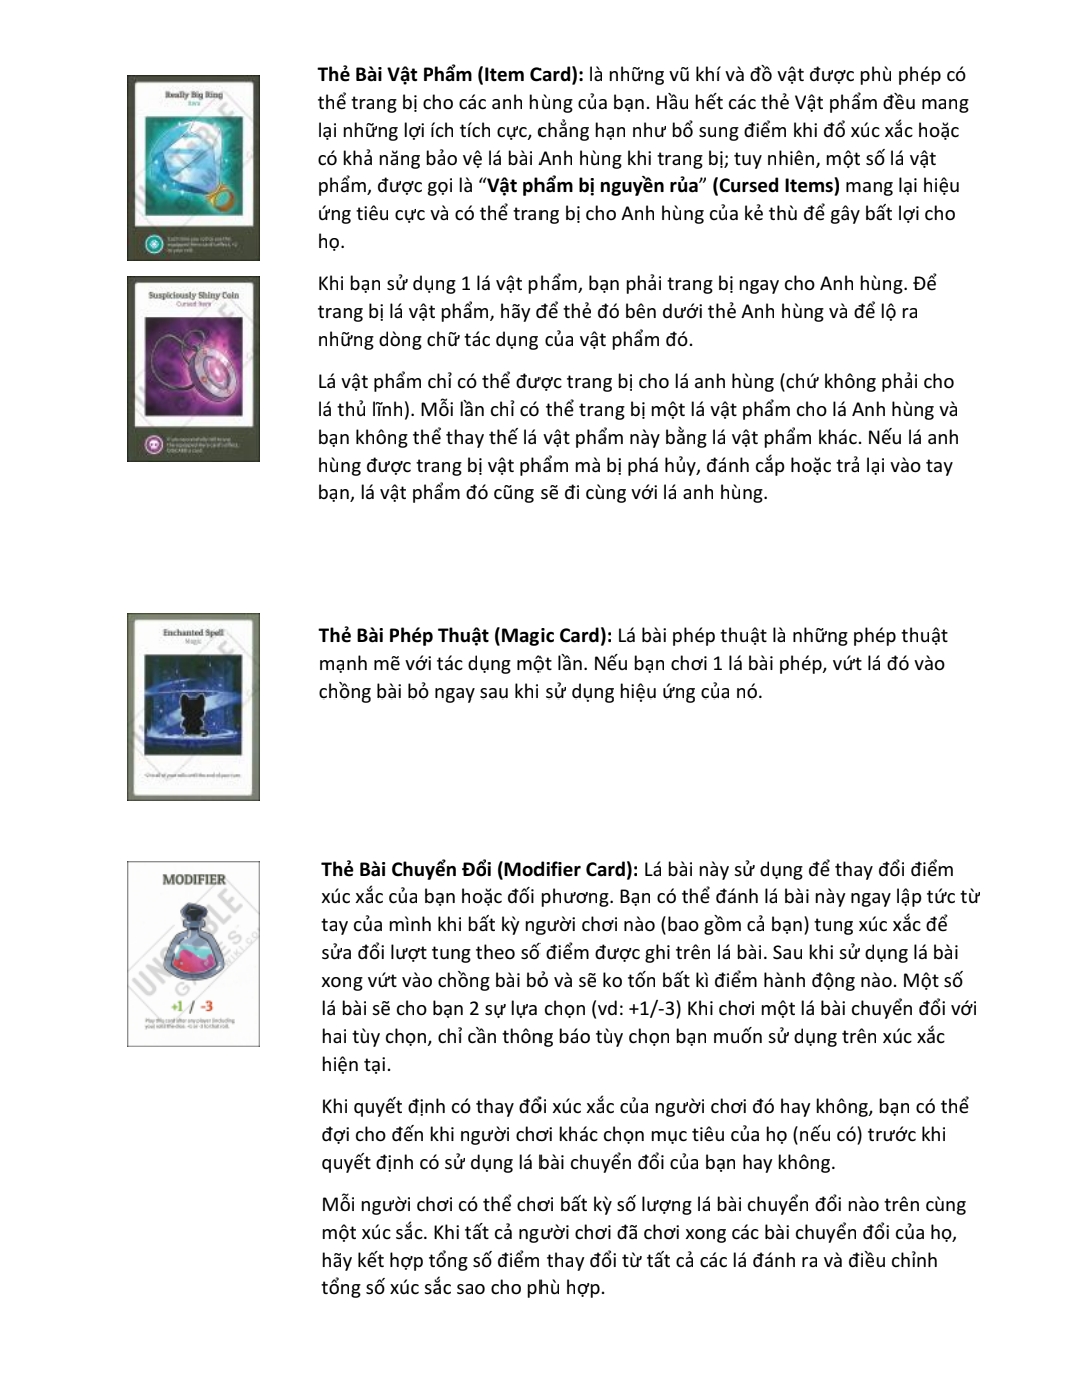 Really Big Ring
Item
Thẻ Bài Vật Phẩm (Item Card): là những vũ khí và đồ vật được phù phép có
thể trang bị cho các anh hùng của bạn. Hầu hết các thẻ Vật phẩm đều mang
lại những lợi ích tích cực, chẳng hạn như bổ sung điểm khi đổ xúc xắc hoặc
có khả năng bảo vệ lá bài Anh hùng khi trang bị; tuy nhiên, một số lá vật
phẩm, được gọi là “Vật phẩm bị nguyền rủa” (Cursed Items) mang lại hiệu
ứng tiêu cực và có thể trang bị cho Anh hùng của kẻ thù để gây bất lợi cho
họ.
Suspiciously Shiny Coin
Cursed Item
Khi bạn sử dụng 1 lá vật phẩm, bạn phải trang bị ngay cho Anh hùng. Để
trang bị lá vật phẩm, hãy để thẻ đó bên dưới thẻ Anh hùng và để lộ ra
những dòng chữ tác dụng của vật phẩm đó.
Lá vật phẩm chỉ có thể được trang bị cho lá anh hùng (chứ không phải cho
lá thủ lĩnh). Mỗi lần chỉ có thể trang bị một lá vật phẩm cho lá Anh hùng và
bạn không thể thay thế lá vật phẩm này bằng lá vật phẩm khác. Nếu lá anh
hùng được trang bị vật phẩm mà bị phá hủy, đánh cắp hoặc trả lại vào tay
bạn, lá vật phẩm đó cũng sẽ đi cùng với lá anh hùng.
Enchanted Spell
Magic
Thẻ Bài Phép Thuật (Magic Card): Lá bài phép thuật là những phép thuật
mạnh mẽ với tác dụng một lần. Nếu bạn chơi 1 lá bài phép, vứt lá đó vào
chồng bài bỏ ngay sau khi sử dụng hiệu ứng của nó.
MODIFIER
+1 / -3
Thẻ Bài Chuyển Đổi (Modifier Card): Lá bài này sử dụng để thay đổi điểm
xúc xắc của bạn hoặc đối phương. Bạn có thể đánh lá bài này ngay lập tức từ
tay của mình khi bất kỳ người chơi nào (bao gồm cả bạn) tung xúc xắc để
sửa đổi lượt tung theo số điểm được ghi trên lá bài. Sau khi sử dụng lá bài
xong vứt vào chồng bài bỏ và sẽ ko tốn bất kì điểm hành động nào. Một số
lá bài sẽ cho bạn 2 sự lựa chọn (vd: +1/-3) Khi chơi một lá bài chuyển đổi với
hai tùy chọn, chỉ cần thông báo tùy chọn bạn muốn sử dụng trên xúc xắc
hiện tại.
Khi quyết định có thay đổi xúc xắc của người chơi đó hay không, bạn có thể
đợi cho đến khi người chơi khác chọn mục tiêu của họ (nếu có) trước khi
quyết định có sử dụng lá bài chuyển đổi của bạn hay không.
Mỗi người chơi có thể chơi bất kỳ số lượng lá bài chuyển đổi nào trên cùng
một xúc sắc. Khi tất cả người chơi đã chơi xong các bài chuyển đổi của họ,
hãy kết hợp tổng số điểm thay đổi từ tất cả các lá đánh ra và điều chỉnh
tổng số xúc sắc sao cho phù hợp.